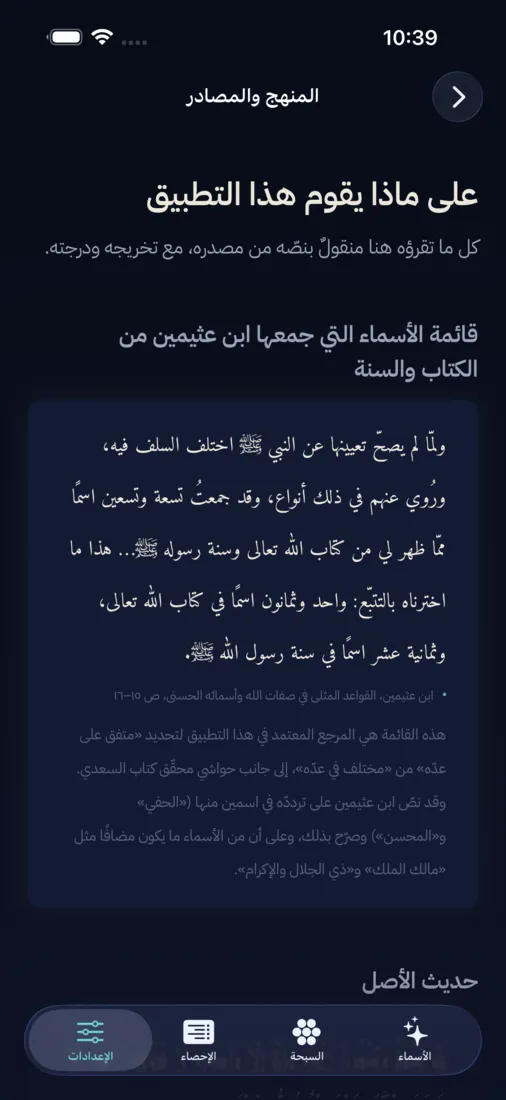 10:39
المنهج والمصادر
على ماذا يقوم هذا التطبيق
كل ما تقرؤه هنا منقولٌ بنصّه من مصدره، مع تخريجه ودرجته.
قائمة الأسماء التي جمعها ابن عثيمين من
الكتاب والسنة
ولمّا لم يصحّ تعيينها عن النبي ﷺ اختلف السلف فيه،
ورُوي عنهم في ذلك أنواع، وقد جمعتُ تسعة وتسعين اسمًا
ممّا ظهر لي من كتاب الله تعالى وسنة رسوله ﷺ... هذا ما
اخترناه بالتتبّع: واحد وثمانون اسمًا في كتاب الله تعالى،
وثمانية عشر اسمًا في سنة رسول الله ﷺ.
• ابن عثيمين، القواعد المثلى في صفات الله وأسمائه الحسنى، ص ١٥–١٦
هذه القائمة هي المرجع المعتمد في هذا التطبيق لتحديد «متفق على
عدّه» من «مختلف في عدّه»، إلى جانب حواشي محقّق كتاب السعدي.
وقد نصّ ابن عثيمين على تردّده في اسمين منها («الحفي»
و«المحسن») وصرّح بذلك، وعلى أن من الأسماء ما يكون مضافًا مثل
«مالك الملك» و«ذي الجلال والإكرام».
حديث الأصل
الأسماء
السبحة
الإحصاء
الإعدادات